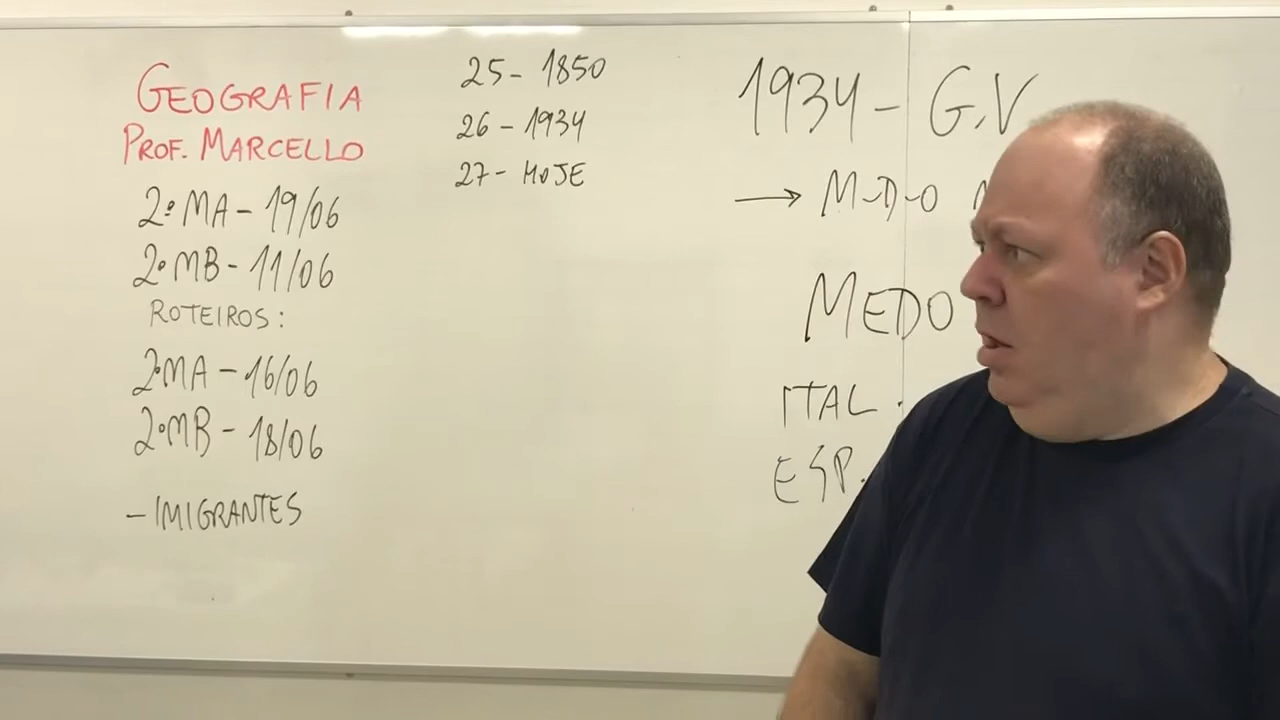 GEOGRAFIA
PROF. MARCELLO
2º MA - 19/06
2º MB - 11/06
ROTEIROS:
2ºMA - 16/06
2ºMB - 18/06
- IMIGRANTES
25 - 1850
26 - 1934
27 - HOJE
1934 - G.V
→ M-D-O
MEDO
ITAL.
ESP.